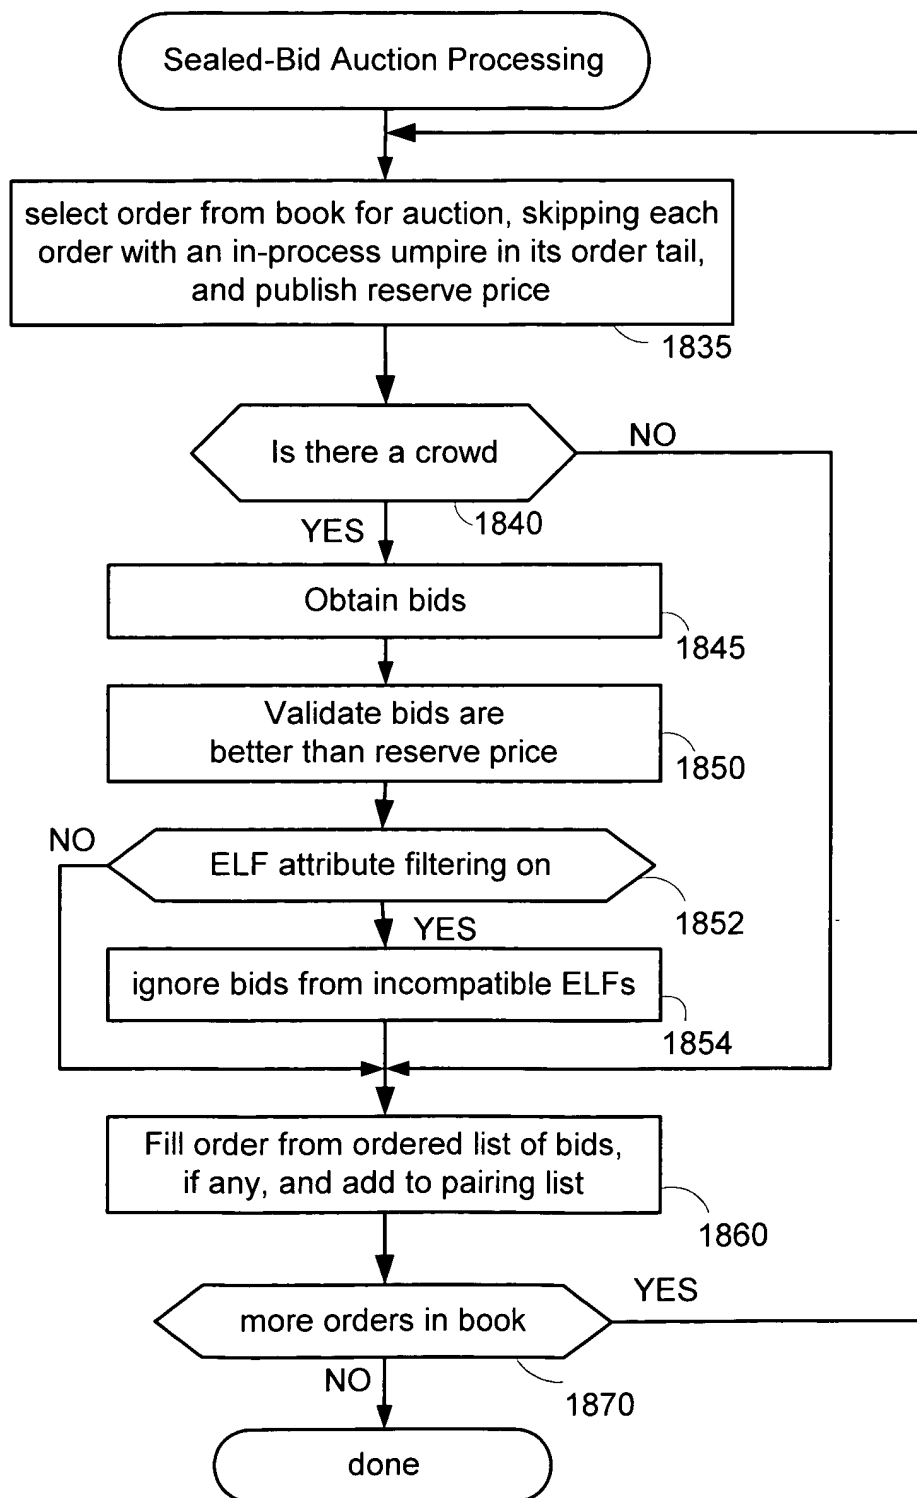 Sealed-Bid Auction Processing
select order from book for auction, skipping each
order with an in-process umpire in its order tail,
and publish reserve price
1835
Is there a crowd
NO
1840
YES
Obtain bids
1845
Validate bids are
better than reserve price
1850
NO
ELF attribute filtering on
1852
YES
ignore bids from incompatible ELFs
1854
Fill order from ordered list of bids,
if any, and add to pairing list
1860
YES
more orders in book
NO
1870
done